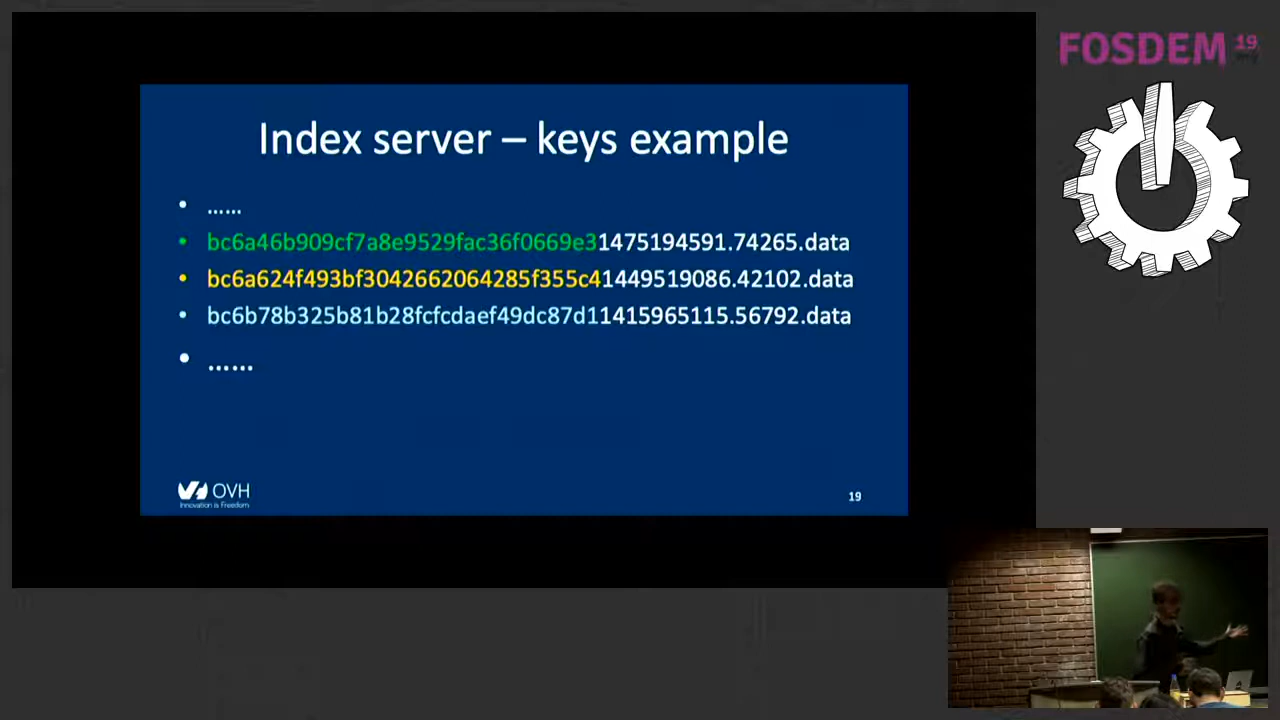 FOSDEM 19
Index server – keys example
• ......
• bc6a46b909cf7a8e9529fac36f0669e31475194591.74265.data
• bc6a624f493bf3042662064285f355c41449519086.42102.data
• bc6b78b325b81b28fcfcdaef49dc87d11415965115.56792.data
• ......
OVH
Innovation is Freedom
19